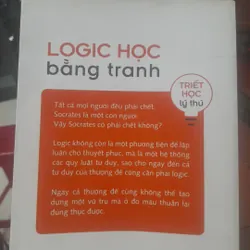 LOGIC HỌC
bằng tranh
TRIẾT
HỌC
lý thú
Tất cả mọi người đều phải chết.
Socrates là một con người.
Vậy Socrates có phải chết không?
Logic không còn là một phương tiện để lập
luận cho thuyết phục, mà là một hệ thống
các quy luật tư duy, sao cho ngay đến cả
tư duy của thượng đế cũng cần phải logic.
Ngay cả thượng đế cũng không thể tạo
dựng một vũ trụ mà ở đó mâu thuẫn lại
đúng thực được.